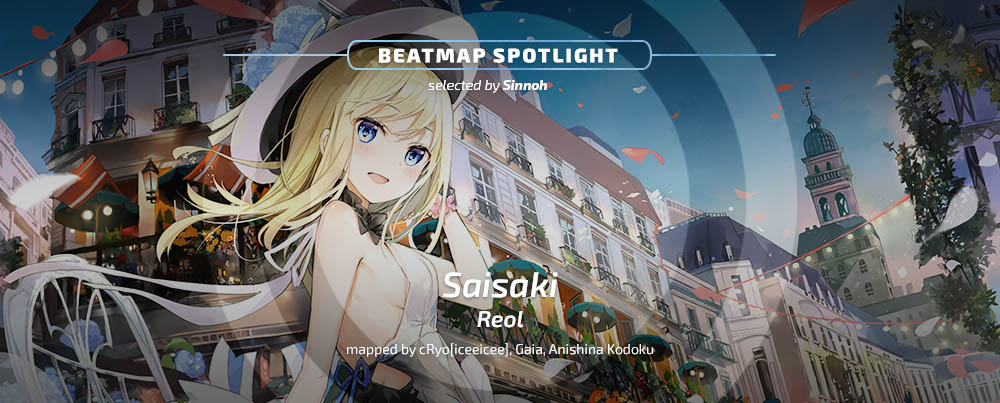 BEATMAP SPOTLIGHT
selected by Sinnoh
Saisaki
Reol
mapped by cRyo[iceeicee], Gaia, Anishina Kodoku